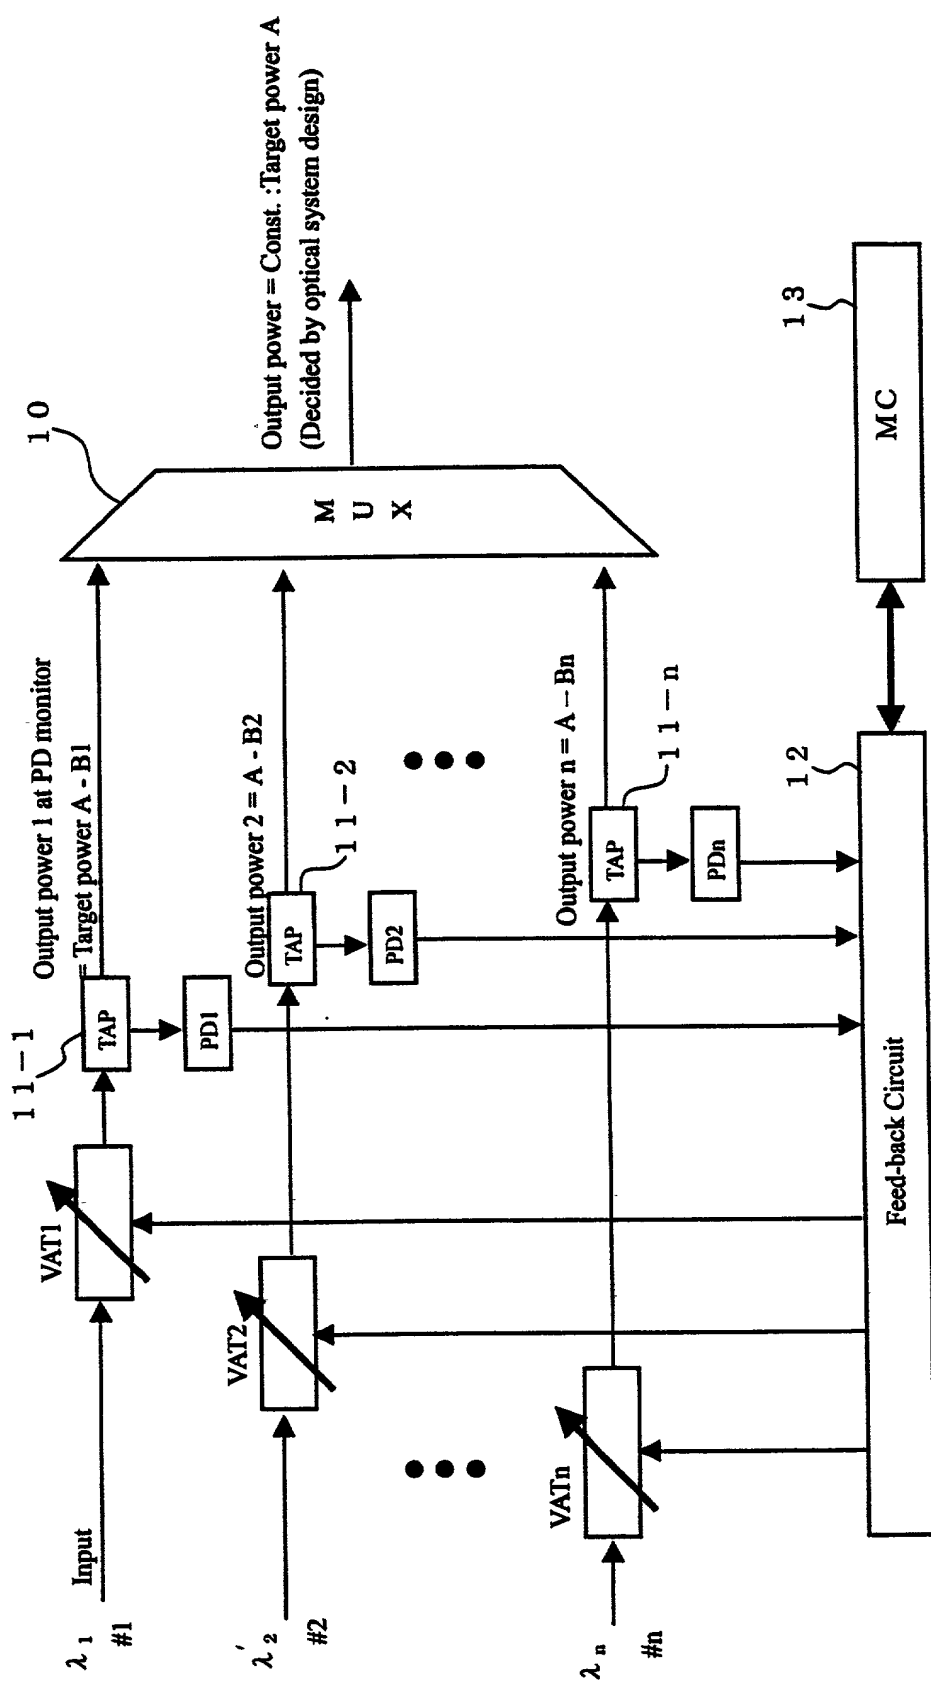 λ1 Input
#1
VAT1
11-1
TAP
PD1
Output power 1 at PD monitor
= Target power A - B1
10
MUX
Output power = Const. :Target power A
(Decided by optical system design)
λ'2
#2
VAT2
TAP
PD2
Output power 2 = A - B2
11-2
λn
#n
VATn
TAP
PDn
Output power n = A - Bn
11-n
Feed-back Circuit
12
MC
13